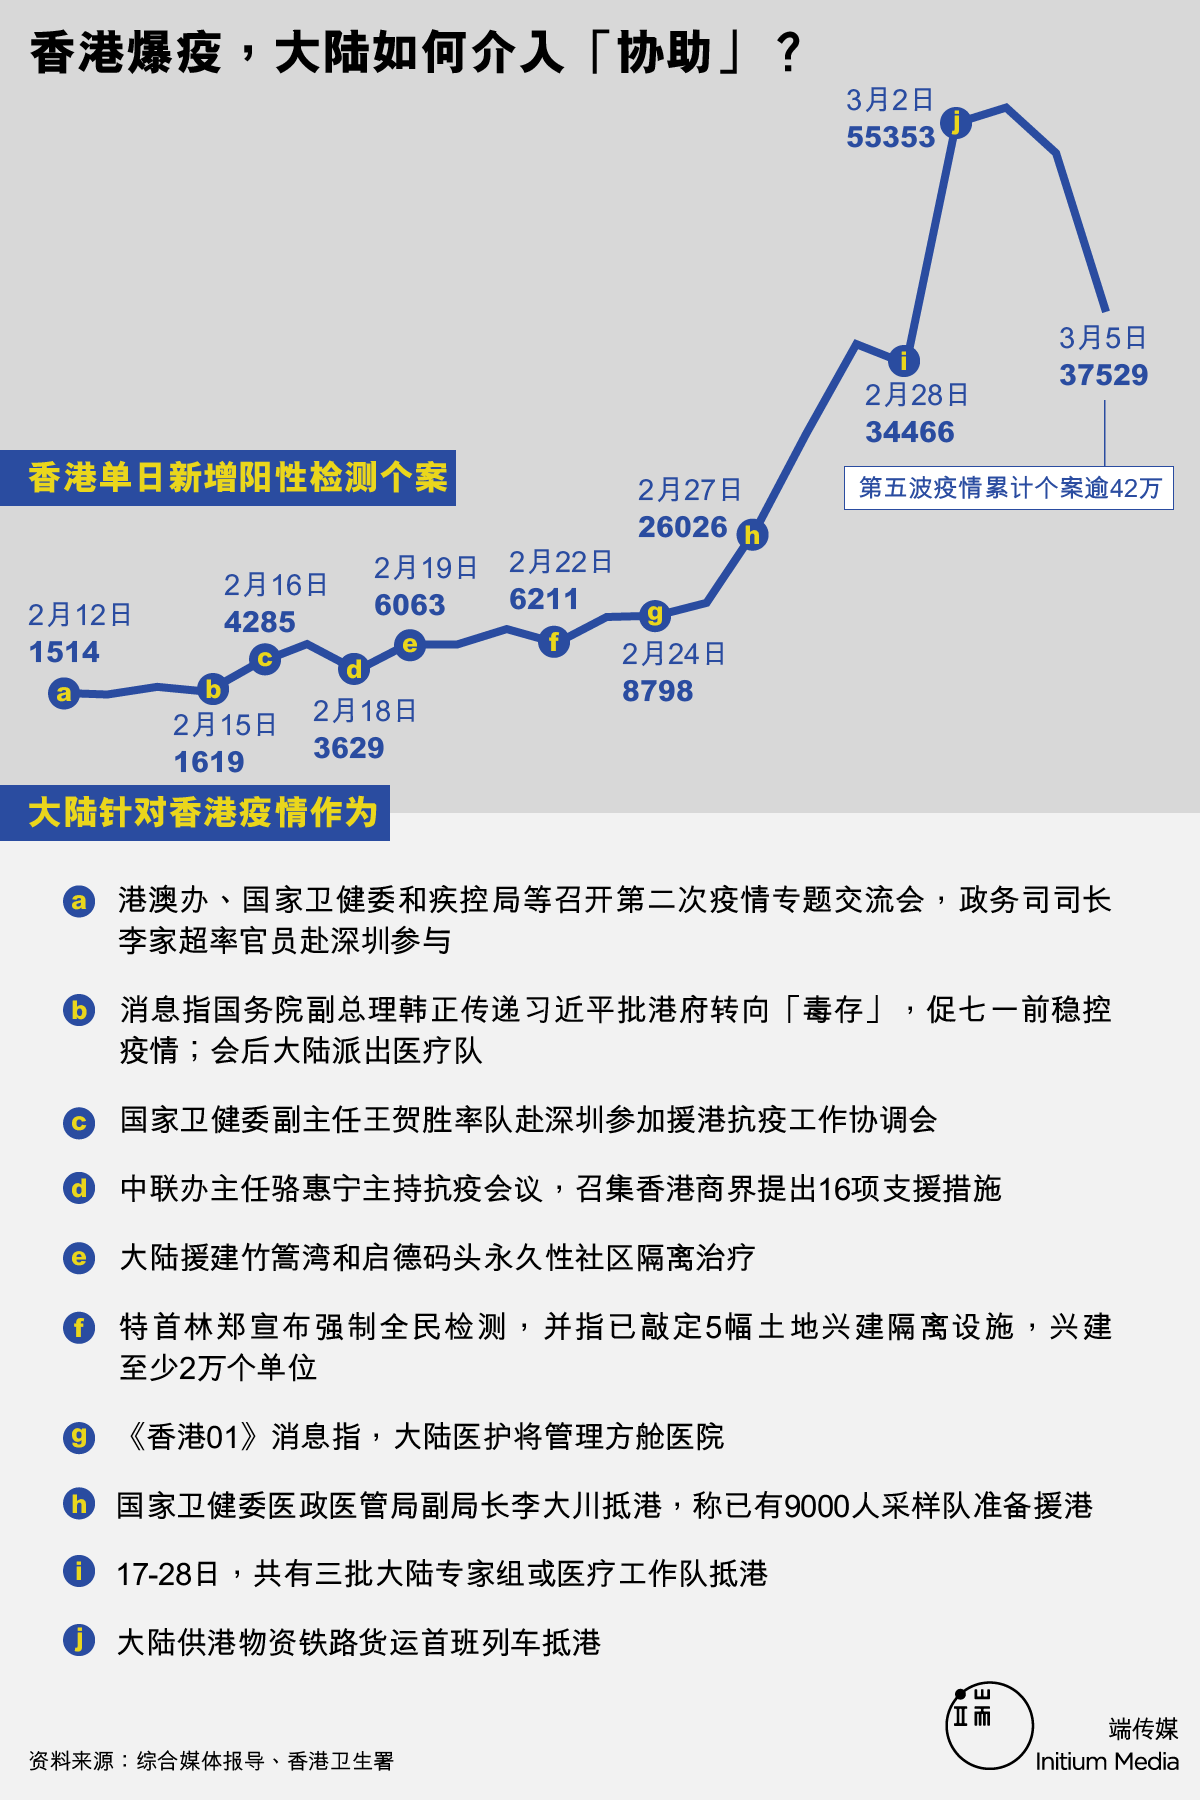 香港爆疫，大陆如何介入「协助」？
3月2日
55353
j
3月5日
37529
i
2月28日
34466
第五波疫情累计个案逾42万
香港单日新增阳性检测个案
2月27日
26026
h
2月12日
1514
a
2月15日
1619
b
2月16日
4285
c
2月18日
3629
d
2月19日
6063
e
2月22日
6211
f
g
2月24日
8798
大陆针对香港疫情作为
a 港澳办、国家卫健委和疾控局等召开第二次疫情专题交流会，政务司司长
李家超率官员赴深圳参与
b 消息指国务院副总理韩正传递习近平批港府转向「毒存」，促七一前稳控
疫情；会后大陆派出医疗队
c 国家卫健委副主任王贺胜率队赴深圳参加援港抗疫工作协调会
d 中联办主任骆惠宁主持抗疫会议，召集香港商界提出16项支援措施
e 大陆援建竹篙湾和启德码头永久性社区隔离治疗
f 特首林郑宣布强制全民检测，并指已敲定5幅土地兴建隔离设施，兴建
至少2万个单位
g 《香港01》消息指，大陆医护将管理方舱医院
h 国家卫健委医政医管局副局长李大川抵港，称已有9000人采样队准备援港
i 17-28日，共有三批大陆专家组或医疗工作队抵港
j 大陆供港物资铁路货运首班列车抵港
端
端传媒
Initium Media
资料来源：综合媒体报导、香港卫生署